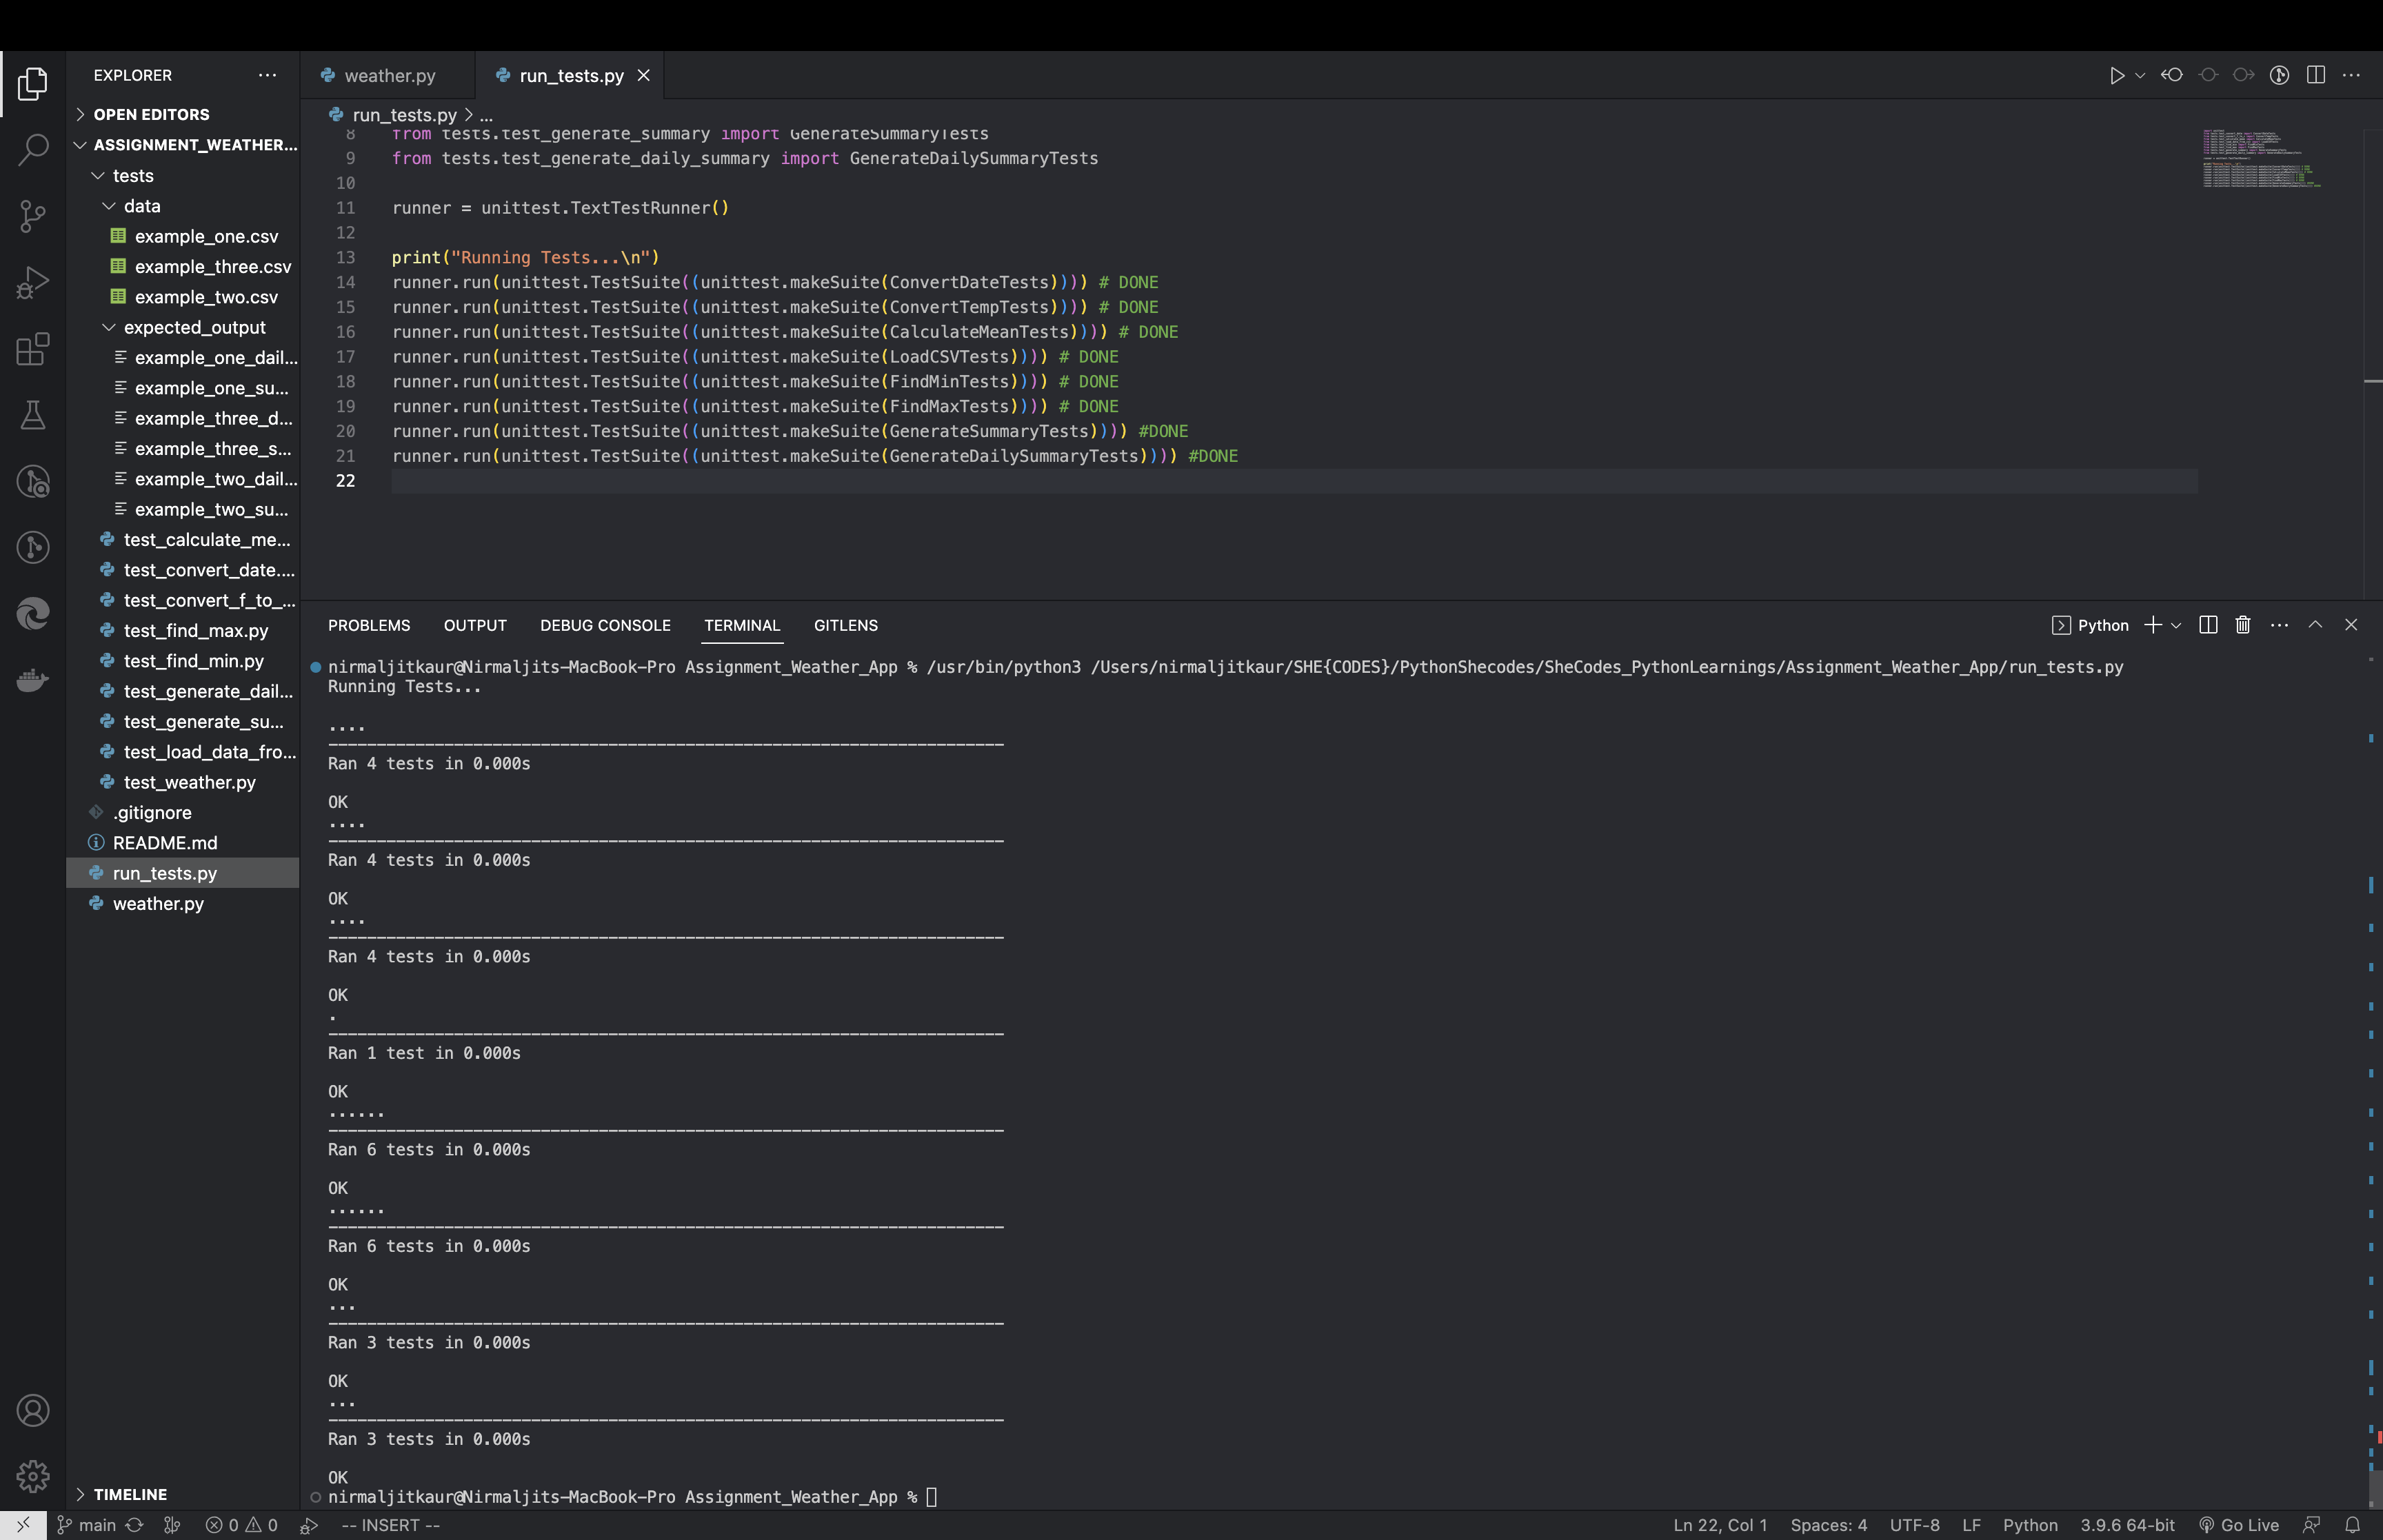 EXPLORER
OPEN EDITORS
ASSIGNMENT_WEATHER...
tests
data
example_one.csv
example_three.csv
example_two.csv
expected_output
example_one_dail...
example_one_su...
example_three_d...
example_three_s...
example_two_dail...
example_two_su...
test_calculate_me...
test_convert_date....
test_convert_f_to_...
test_find_max.py
test_find_min.py
test_generate_dail...
test_generate_su...
test_load_data_fro...
test_weather.py
.gitignore
README.md
run_tests.py
weather.py
TIMELINE
weather.py run_tests.py
run_tests.py > ...
8 from tests.test_generate_summary import GenerateSummaryTests
9 from tests.test_generate_daily_summary import GenerateDailySummaryTests
10
11 runner = unittest.TextTestRunner()
12
13 print("Running Tests...\n")
14 runner.run(unittest.TestSuite((unittest.makeSuite(ConvertDateTests)))) # DONE
15 runner.run(unittest.TestSuite((unittest.makeSuite(ConvertTempTests)))) # DONE
16 runner.run(unittest.TestSuite((unittest.makeSuite(CalculateMeanTests)))) # DONE
17 runner.run(unittest.TestSuite((unittest.makeSuite(LoadCSVTests)))) # DONE
18 runner.run(unittest.TestSuite((unittest.makeSuite(FindMinTests)))) # DONE
19 runner.run(unittest.TestSuite((unittest.makeSuite(FindMaxTests)))) # DONE
20 runner.run(unittest.TestSuite((unittest.makeSuite(GenerateSummaryTests)))) #DONE
21 runner.run(unittest.TestSuite((unittest.makeSuite(GenerateDailySummaryTests)))) #DONE
22
PROBLEMS OUTPUT DEBUG CONSOLE TERMINAL GITLENS Python
nirmaljitkaur@Nirmaljits-MacBook-Pro Assignment_Weather_App % /usr/bin/python3 /Users/nirmaljitkaur/SHE{CODES}/PythonShecodes/SheCodes_PythonLearnings/Assignment_Weather_App/run_tests.py
Running Tests...
....
----------------------------------------------------------------------
Ran 4 tests in 0.000s
OK
....
----------------------------------------------------------------------
Ran 4 tests in 0.000s
OK
....
----------------------------------------------------------------------
Ran 4 tests in 0.000s
OK
.
----------------------------------------------------------------------
Ran 1 test in 0.000s
OK
......
----------------------------------------------------------------------
Ran 6 tests in 0.000s
OK
......
----------------------------------------------------------------------
Ran 6 tests in 0.000s
OK
...
----------------------------------------------------------------------
Ran 3 tests in 0.000s
OK
...
----------------------------------------------------------------------
Ran 3 tests in 0.000s
OK
nirmaljitkaur@Nirmaljits-MacBook-Pro Assignment_Weather_App %
main 0 0 -- INSERT -- Ln 22, Col 1 Spaces: 4 UTF-8 LF Python 3.9.6 64-bit Go Live